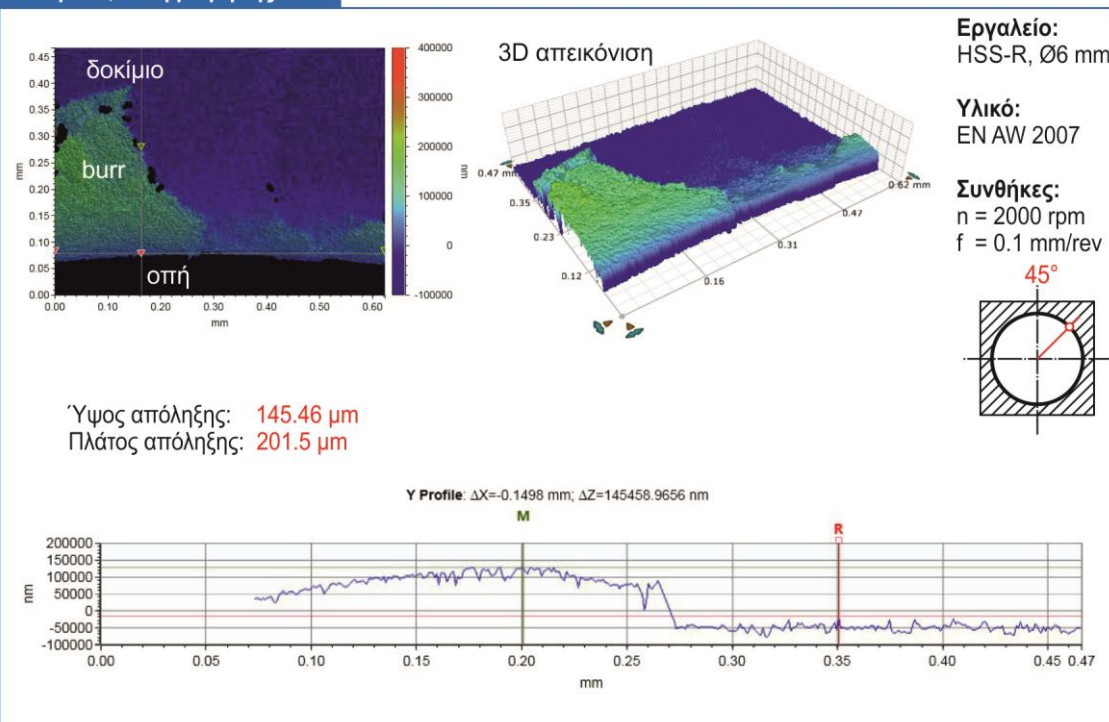 Εργαλείο:
HSS-R, Ø6 mm
Υλικό:
EN AW 2007
Συνθήκες:
n = 2000 rpm
f = 0.1 mm/rev
45°
δοκίμιο
burr
οπή
mm
0.45
0.40
0.35
0.30
0.25
0.20
0.15
0.10
0.05
0.00
0.00 0.10 0.20 0.30 0.40 0.50
mm
400000
300000
200000
100000
0
-100000
nm
3D απεικόνιση
0.47 mm
0.35
0.23
0.12
0.16
0.31
0.47
0.62 mm
Ύψος απόληξης: 145.46 μm
Πλάτος απόληξης: 201.5 μm
Y Profile: ΔX=-0.1498 mm; ΔZ=145458.9656 nm
M
R
nm
200000
150000
100000
50000
0
-50000
-100000
0.00 0.05 0.10 0.15 0.20 0.25 0.30 0.35 0.40 0.45 0.47
mm